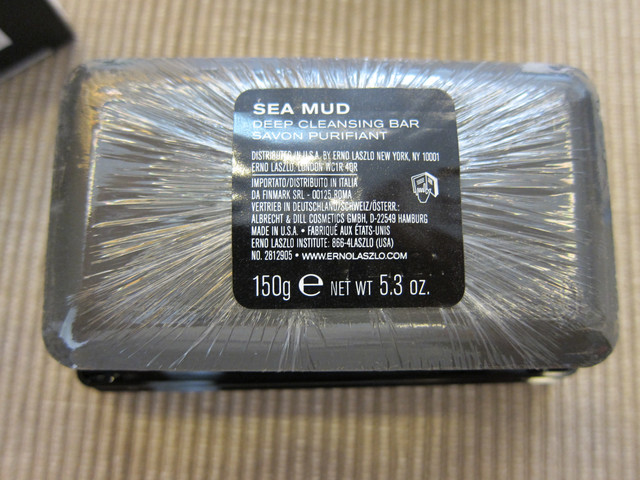 SEA MUD
DEEP CLEANSING BAR
SAVON PURIFIANT
DISTRIBUTED IN U.S.A. BY ERNO LASZLO NEW YORK, NY 10001
ERNO LASZLO, LONDON WC1R 4QR
IMPORTATO/DISTRIBUITO IN ITALIA
DA FINMARK SRL - 00125 ROMA
VERTRIEB IN DEUTSCHLAND/SCHWEIZ/ÖSTERR.:
ALBRECHT & DILL COSMETICS GMBH, D-22549 HAMBURG
MADE IN U.S.A. • FABRIQUÉ AUX ÉTATS-UNIS
ERNO LASZLO INSTITUTE: 866-4LASZLO (USA)
NO. 2812905 • WWW.ERNOLASZLO.COM
150g ℮ NET WT 5.3 OZ.